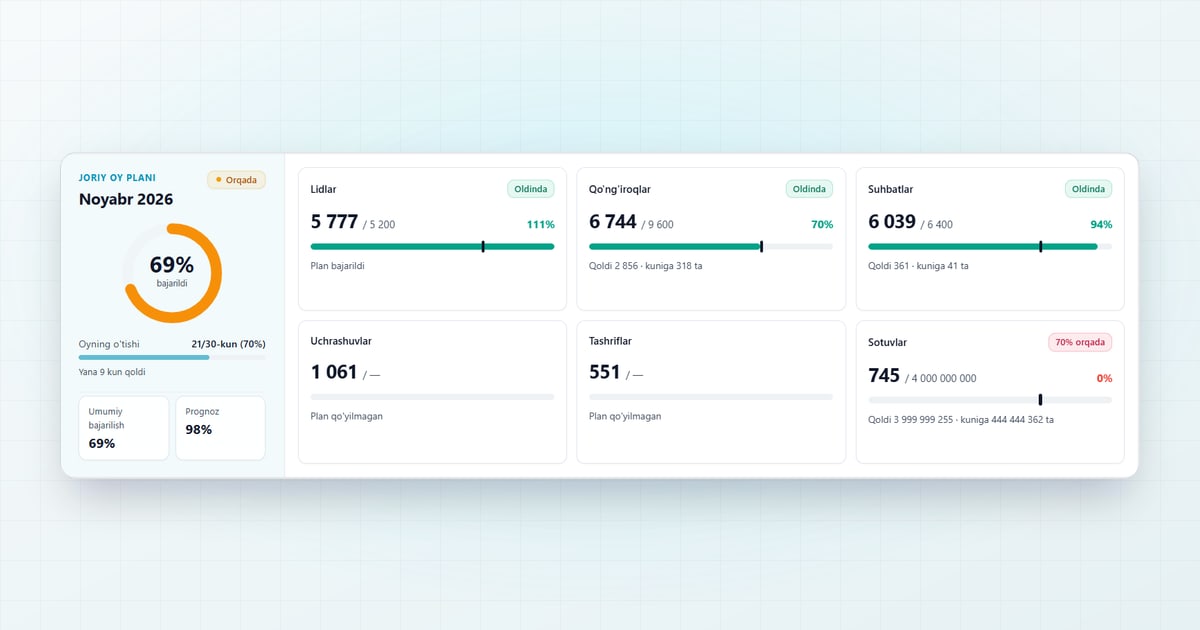 JORIY OY PLANI
Orqada
Noyabr 2026
69%
bajarildi
Oyning o'tishi
21/30-kun (70%)
Yana 9 kun qoldi
Umumiy
bajarilish
69%
Prognoz
98%
Lidlar
Oldinda
5 777 / 5 200
111%
Plan bajarildi
Qo'ng'iroqlar
Oldinda
6 744 / 9 600
70%
Qoldi 2 856 · kuniga 318 ta
Suhbatlar
Oldinda
6 039 / 6 400
94%
Qoldi 361 · kuniga 41 ta
Uchrashuvlar
1 061 / —
Plan qo'yilmagan
Tashriflar
551 / —
Plan qo'yilmagan
Sotuvlar
70% orqada
745 / 4 000 000 000
0%
Qoldi 3 999 999 255 · kuniga 444 444 362 ta